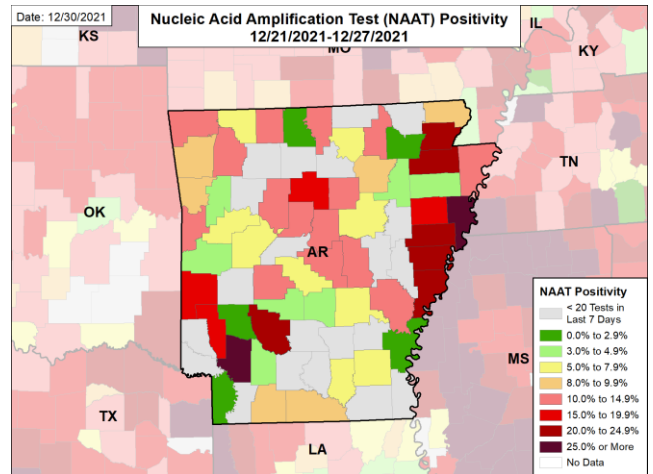 Date: 12/30/2021
Nucleic Acid Amplification Test (NAAT) Positivity
12/21/2021-12/27/2021
KS
MO
IL
KY
TN
OK
AR
MS
TX
LA
NAAT Positivity
< 20 Tests in
Last 7 Days
0.0% to 2.9%
3.0% to 4.9%
5.0% to 7.9%
8.0% to 9.9%
10.0% to 14.9%
15.0% to 19.9%
20.0% to 24.9%
25.0% or More
No Data